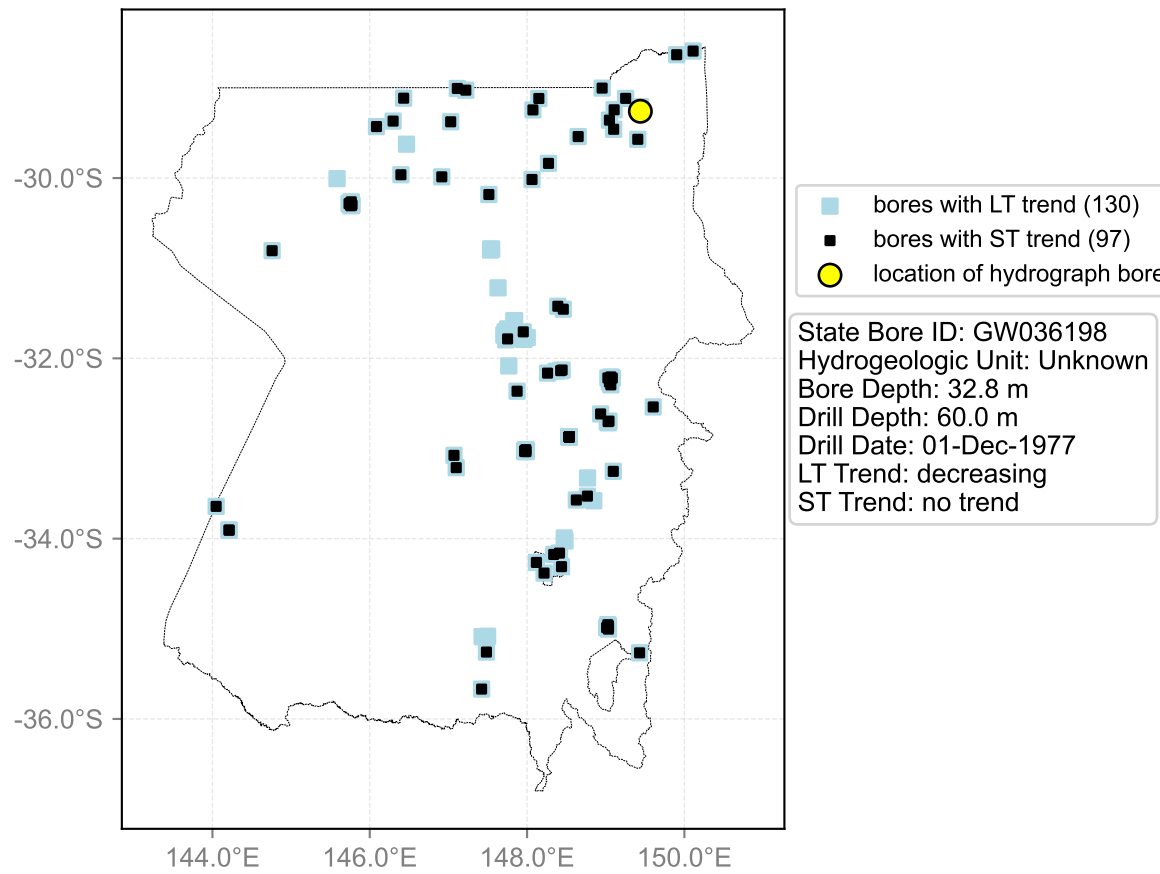 -30.0°S
-32.0°S
-34.0°S
-36.0°S
144.0°E 146.0°E 148.0°E 150.0°E
bores with LT trend (130)
bores with ST trend (97)
location of hydrograph bore
State Bore ID: GW036198
Hydrogeologic Unit: Unknown
Bore Depth: 32.8 m
Drill Depth: 60.0 m
Drill Date: 01-Dec-1977
LT Trend: decreasing
ST Trend: no trend